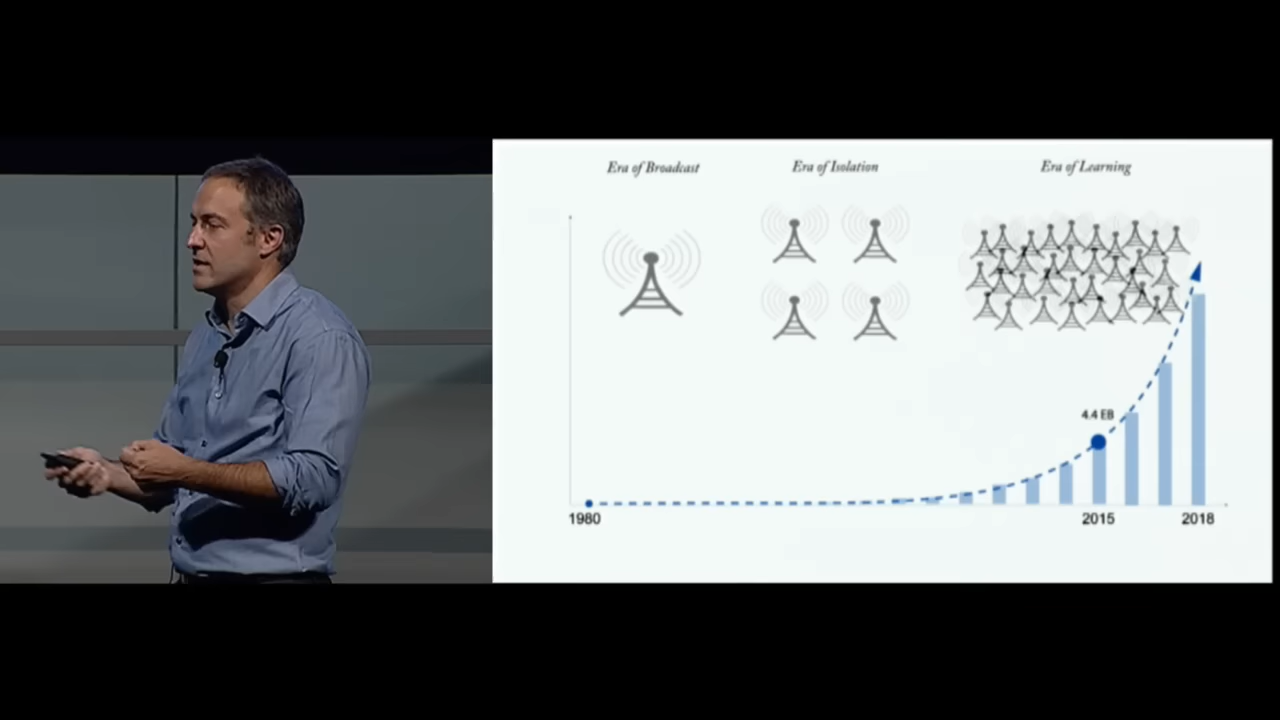 Era of Broadcast
Era of Isolation
Era of Learning
4.4 EB
1980
2015
2018